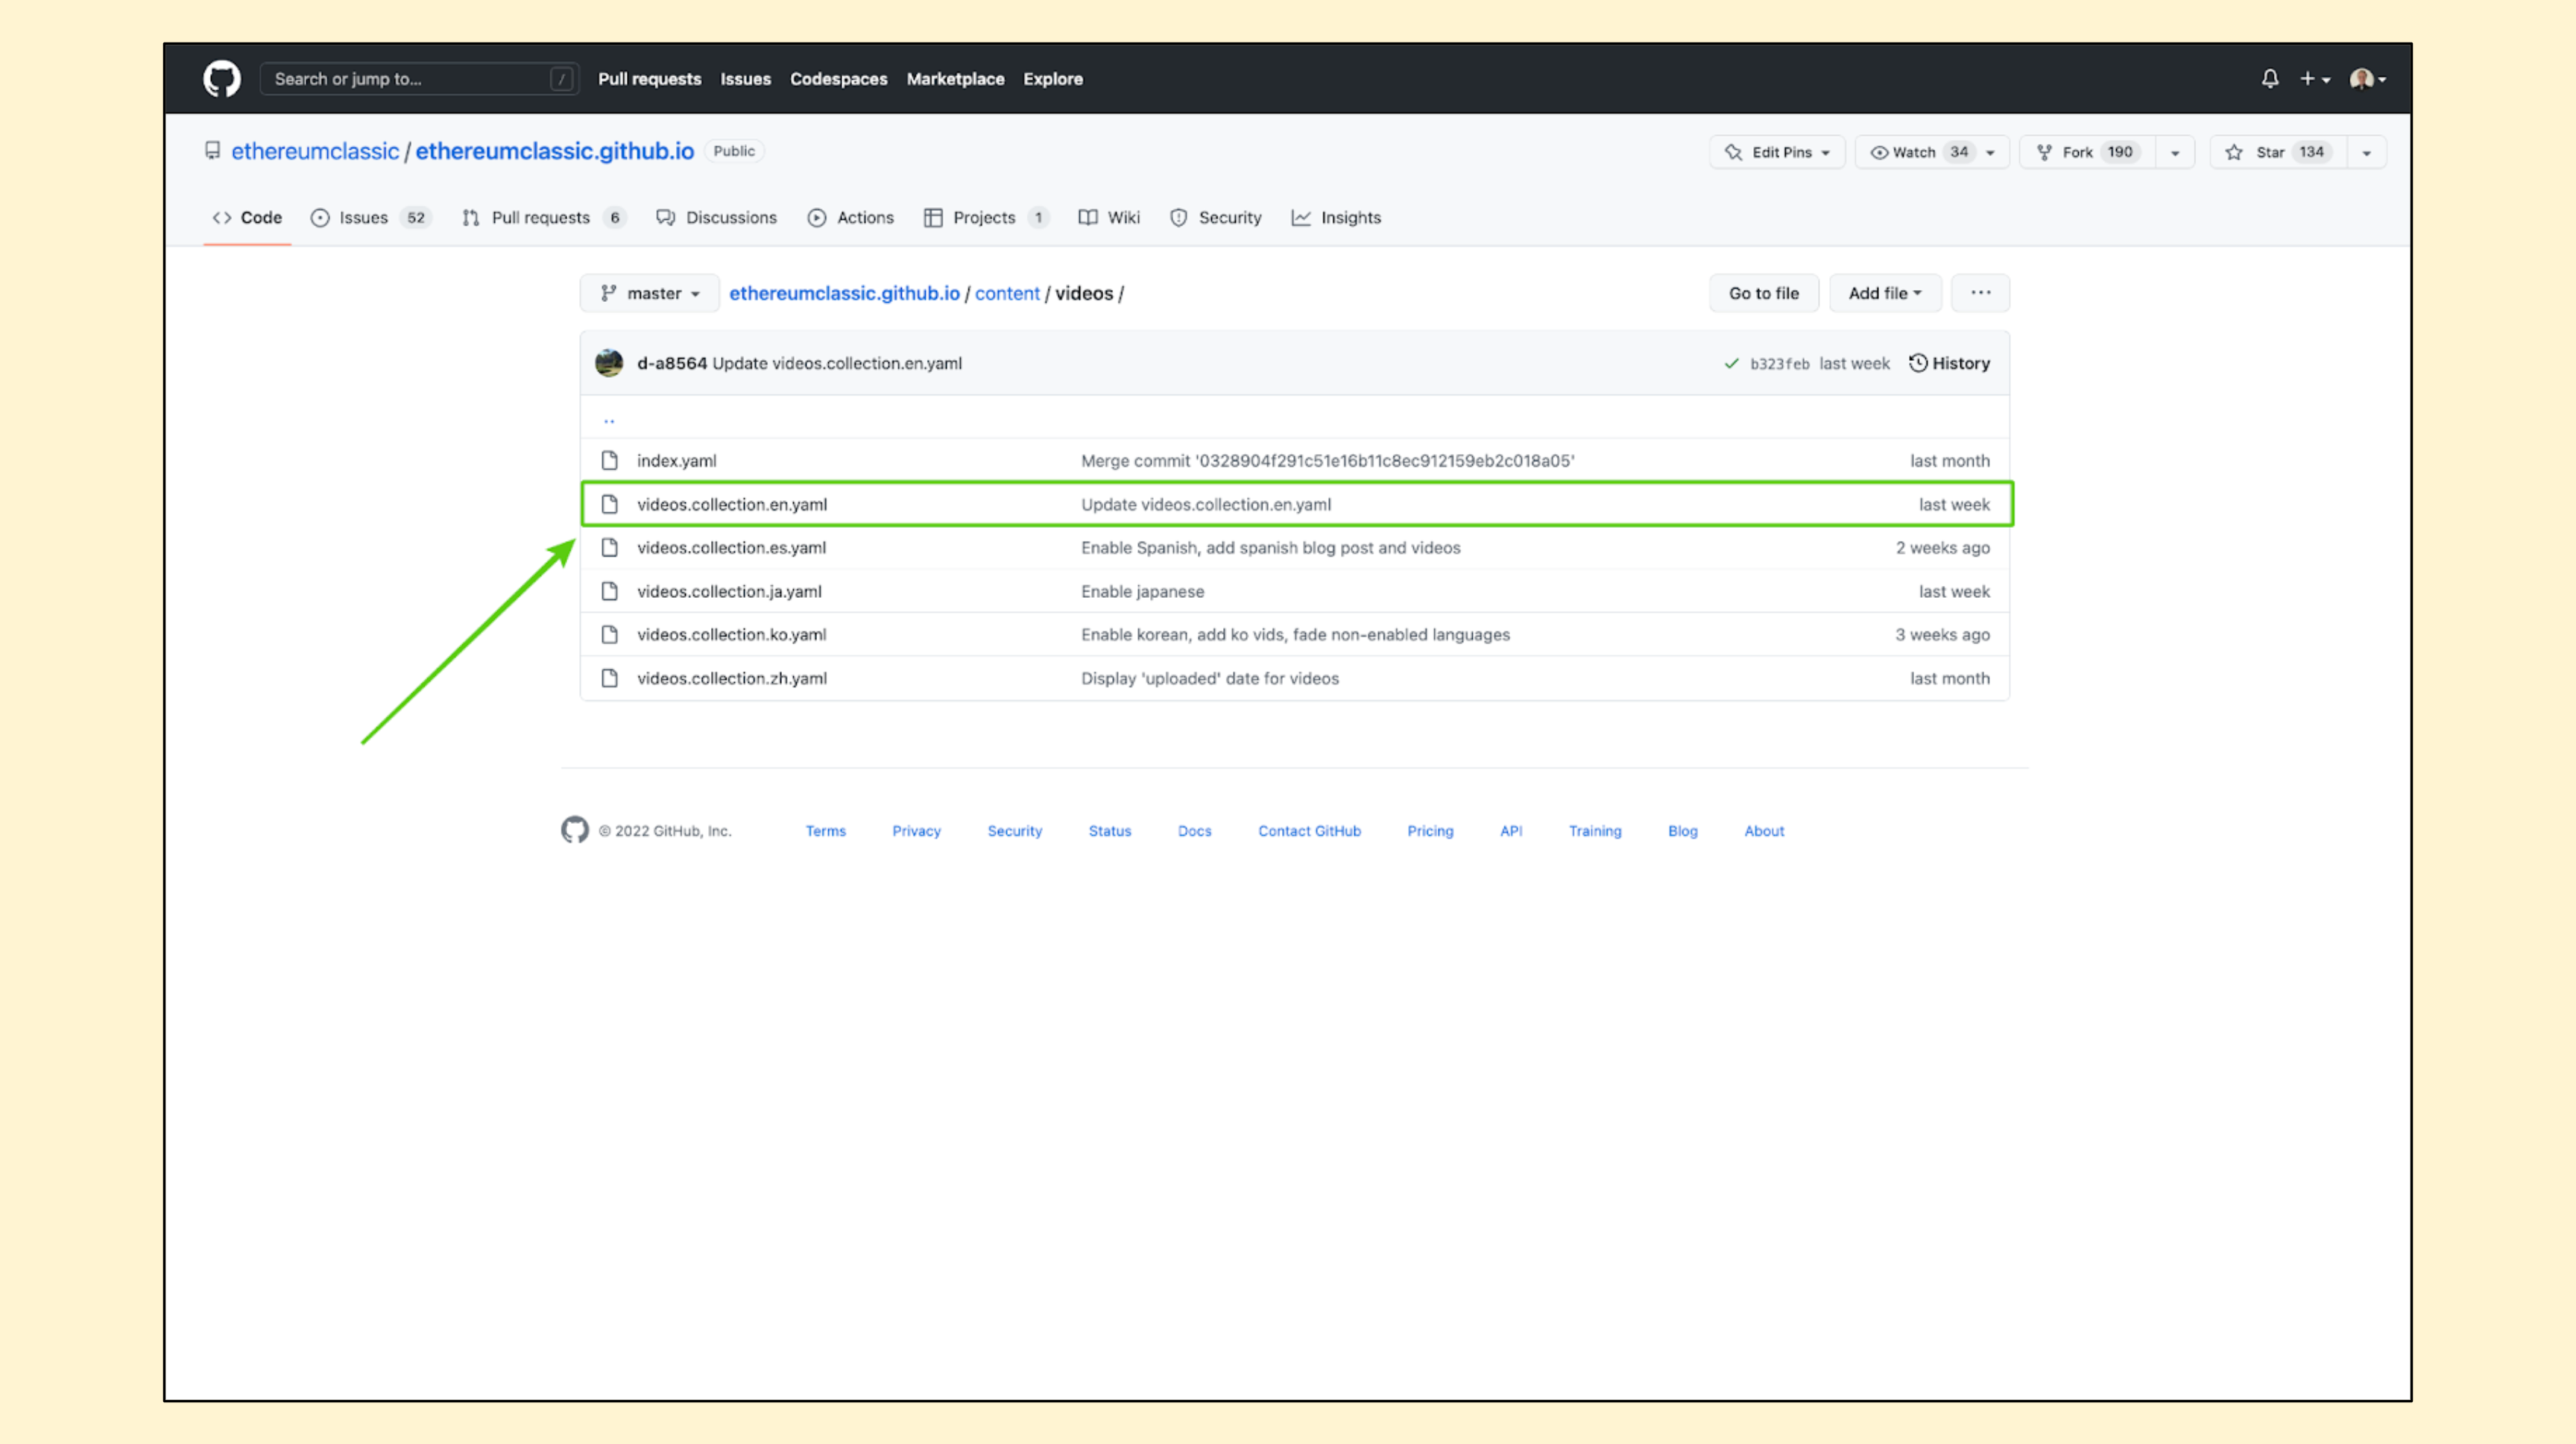 Search or jump to... / Pull requests Issues Codespaces Marketplace Explore
ethereumclassic / ethereumclassic.github.io Public Edit Pins Watch 34 Fork 190 Star 134
Code Issues 52 Pull requests 6 Discussions Actions Projects 1 Wiki Security Insights
master ethereumclassic.github.io / content / videos / Go to file Add file ...
d-a8564 Update videos.collection.en.yaml b323feb last week History
..
index.yaml Merge commit '0328904f291c51e16b11c8ec912159eb2c018a05' last month
videos.collection.en.yaml Update videos.collection.en.yaml last week
videos.collection.es.yaml Enable Spanish, add spanish blog post and videos 2 weeks ago
videos.collection.ja.yaml Enable japanese last week
videos.collection.ko.yaml Enable korean, add ko vids, fade non-enabled languages 3 weeks ago
videos.collection.zh.yaml Display 'uploaded' date for videos last month
© 2022 GitHub, Inc. Terms Privacy Security Status Docs Contact GitHub Pricing API Training Blog About